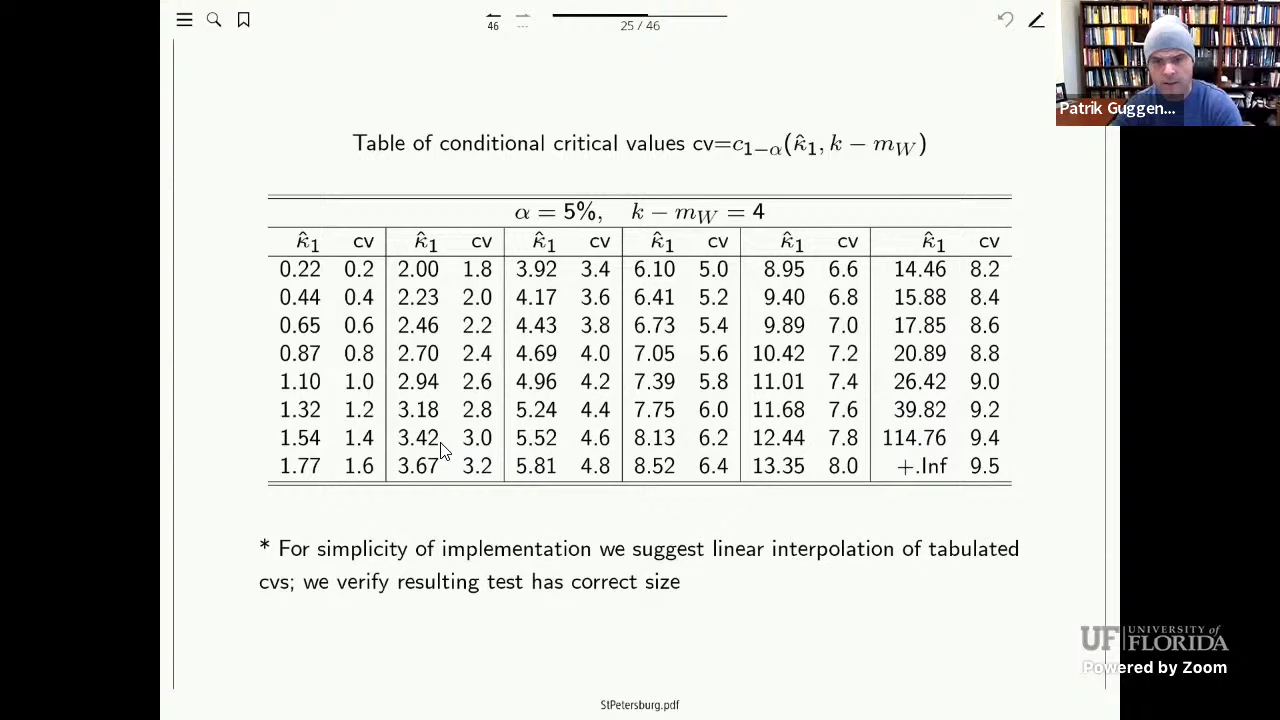 46
---
25 / 46
Patrik Guggen...
Table of conditional critical values cv=c₁₋α(κ̂₁, k − m_W)
α = 5%, k − m_W = 4
κ̂₁ cv κ̂₁ cv κ̂₁ cv κ̂₁ cv κ̂₁ cv κ̂₁ cv
0.22 0.2 2.00 1.8 3.92 3.4 6.10 5.0 8.95 6.6 14.46 8.2
0.44 0.4 2.23 2.0 4.17 3.6 6.41 5.2 9.40 6.8 15.88 8.4
0.65 0.6 2.46 2.2 4.43 3.8 6.73 5.4 9.89 7.0 17.85 8.6
0.87 0.8 2.70 2.4 4.69 4.0 7.05 5.6 10.42 7.2 20.89 8.8
1.10 1.0 2.94 2.6 4.96 4.2 7.39 5.8 11.01 7.4 26.42 9.0
1.32 1.2 3.18 2.8 5.24 4.4 7.75 6.0 11.68 7.6 39.82 9.2
1.54 1.4 3.42 3.0 5.52 4.6 8.13 6.2 12.44 7.8 114.76 9.4
1.77 1.6 3.67 3.2 5.81 4.8 8.52 6.4 13.35 8.0 +.Inf 9.5
* For simplicity of implementation we suggest linear interpolation of tabulated
cvs; we verify resulting test has correct size
UF UNIVERSITY of
FLORIDA
Powered by Zoom
StPetersburg.pdf